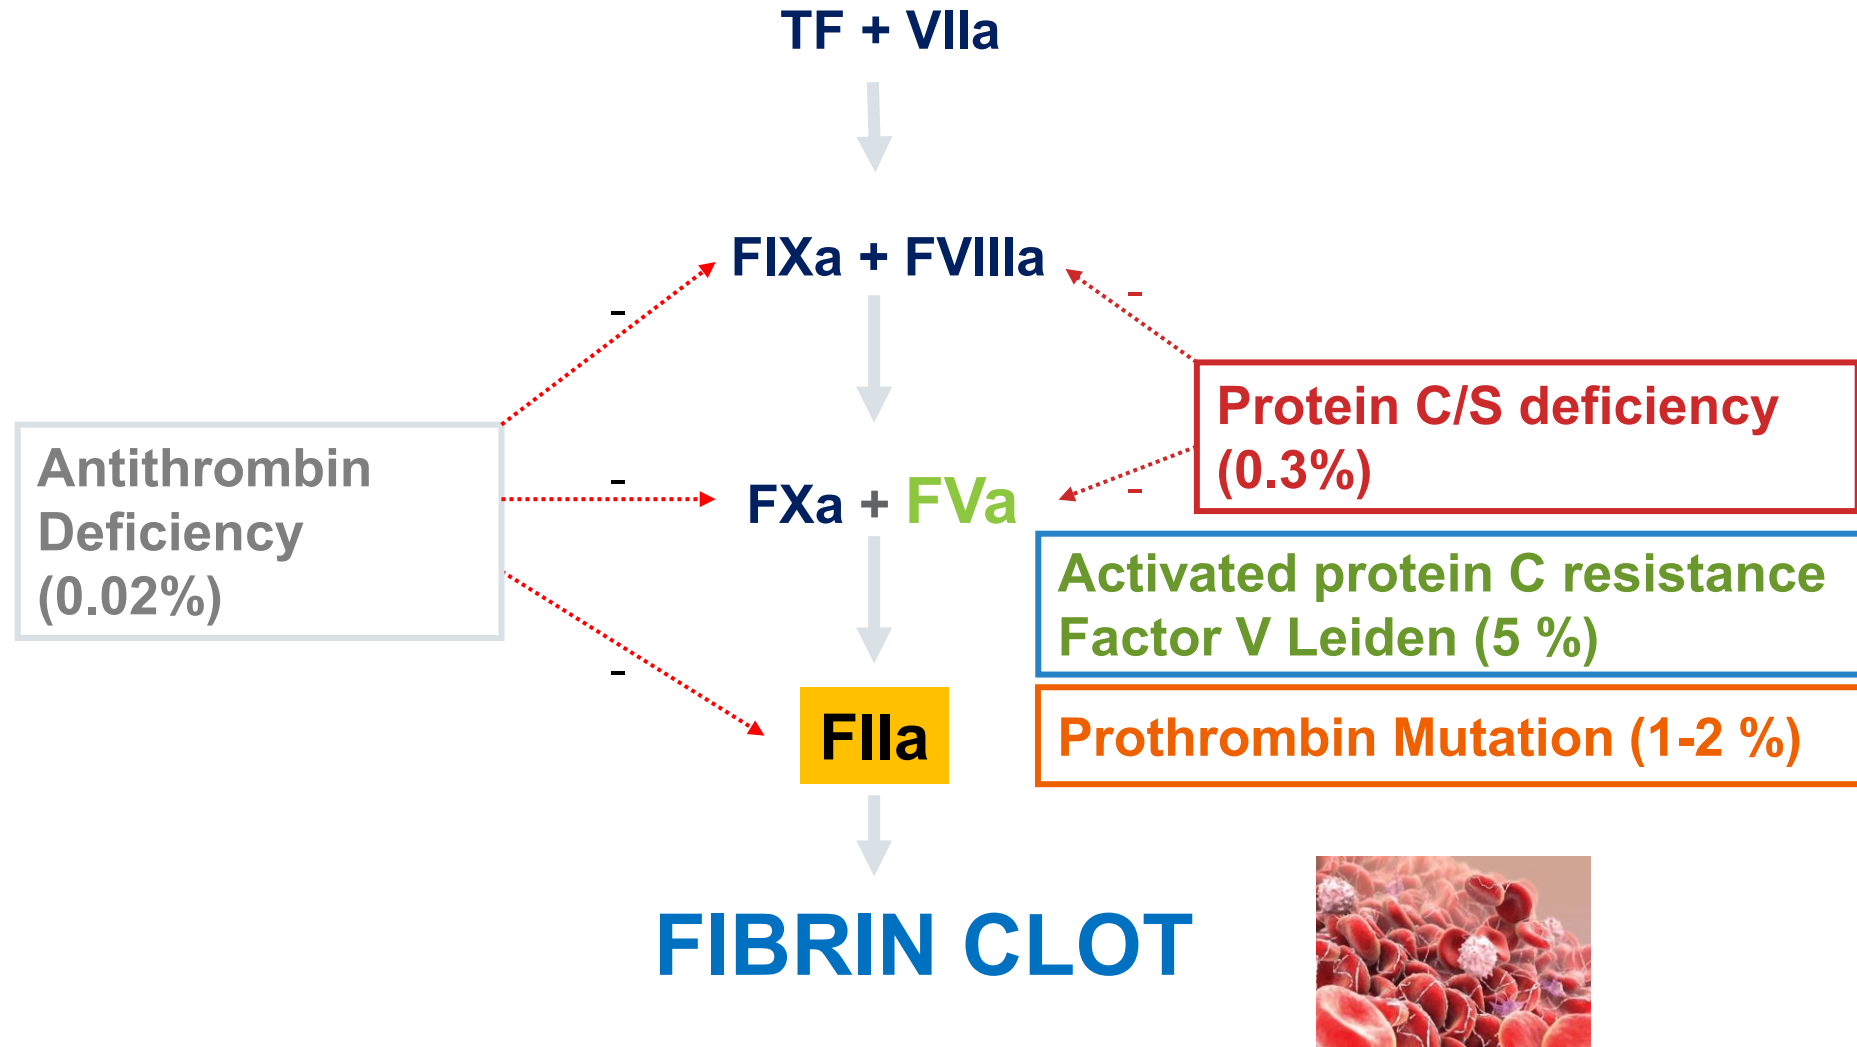 TF + VIIa
FIXa + FVIIIa
-
-
Protein C/S deficiency
(0.3%)
Antithrombin
Deficiency
(0.02%)
-
FXa + FVa
-
Activated protein C resistance
Factor V Leiden (5 %)
-
FIIa
Prothrombin Mutation (1-2 %)
FIBRIN CLOT